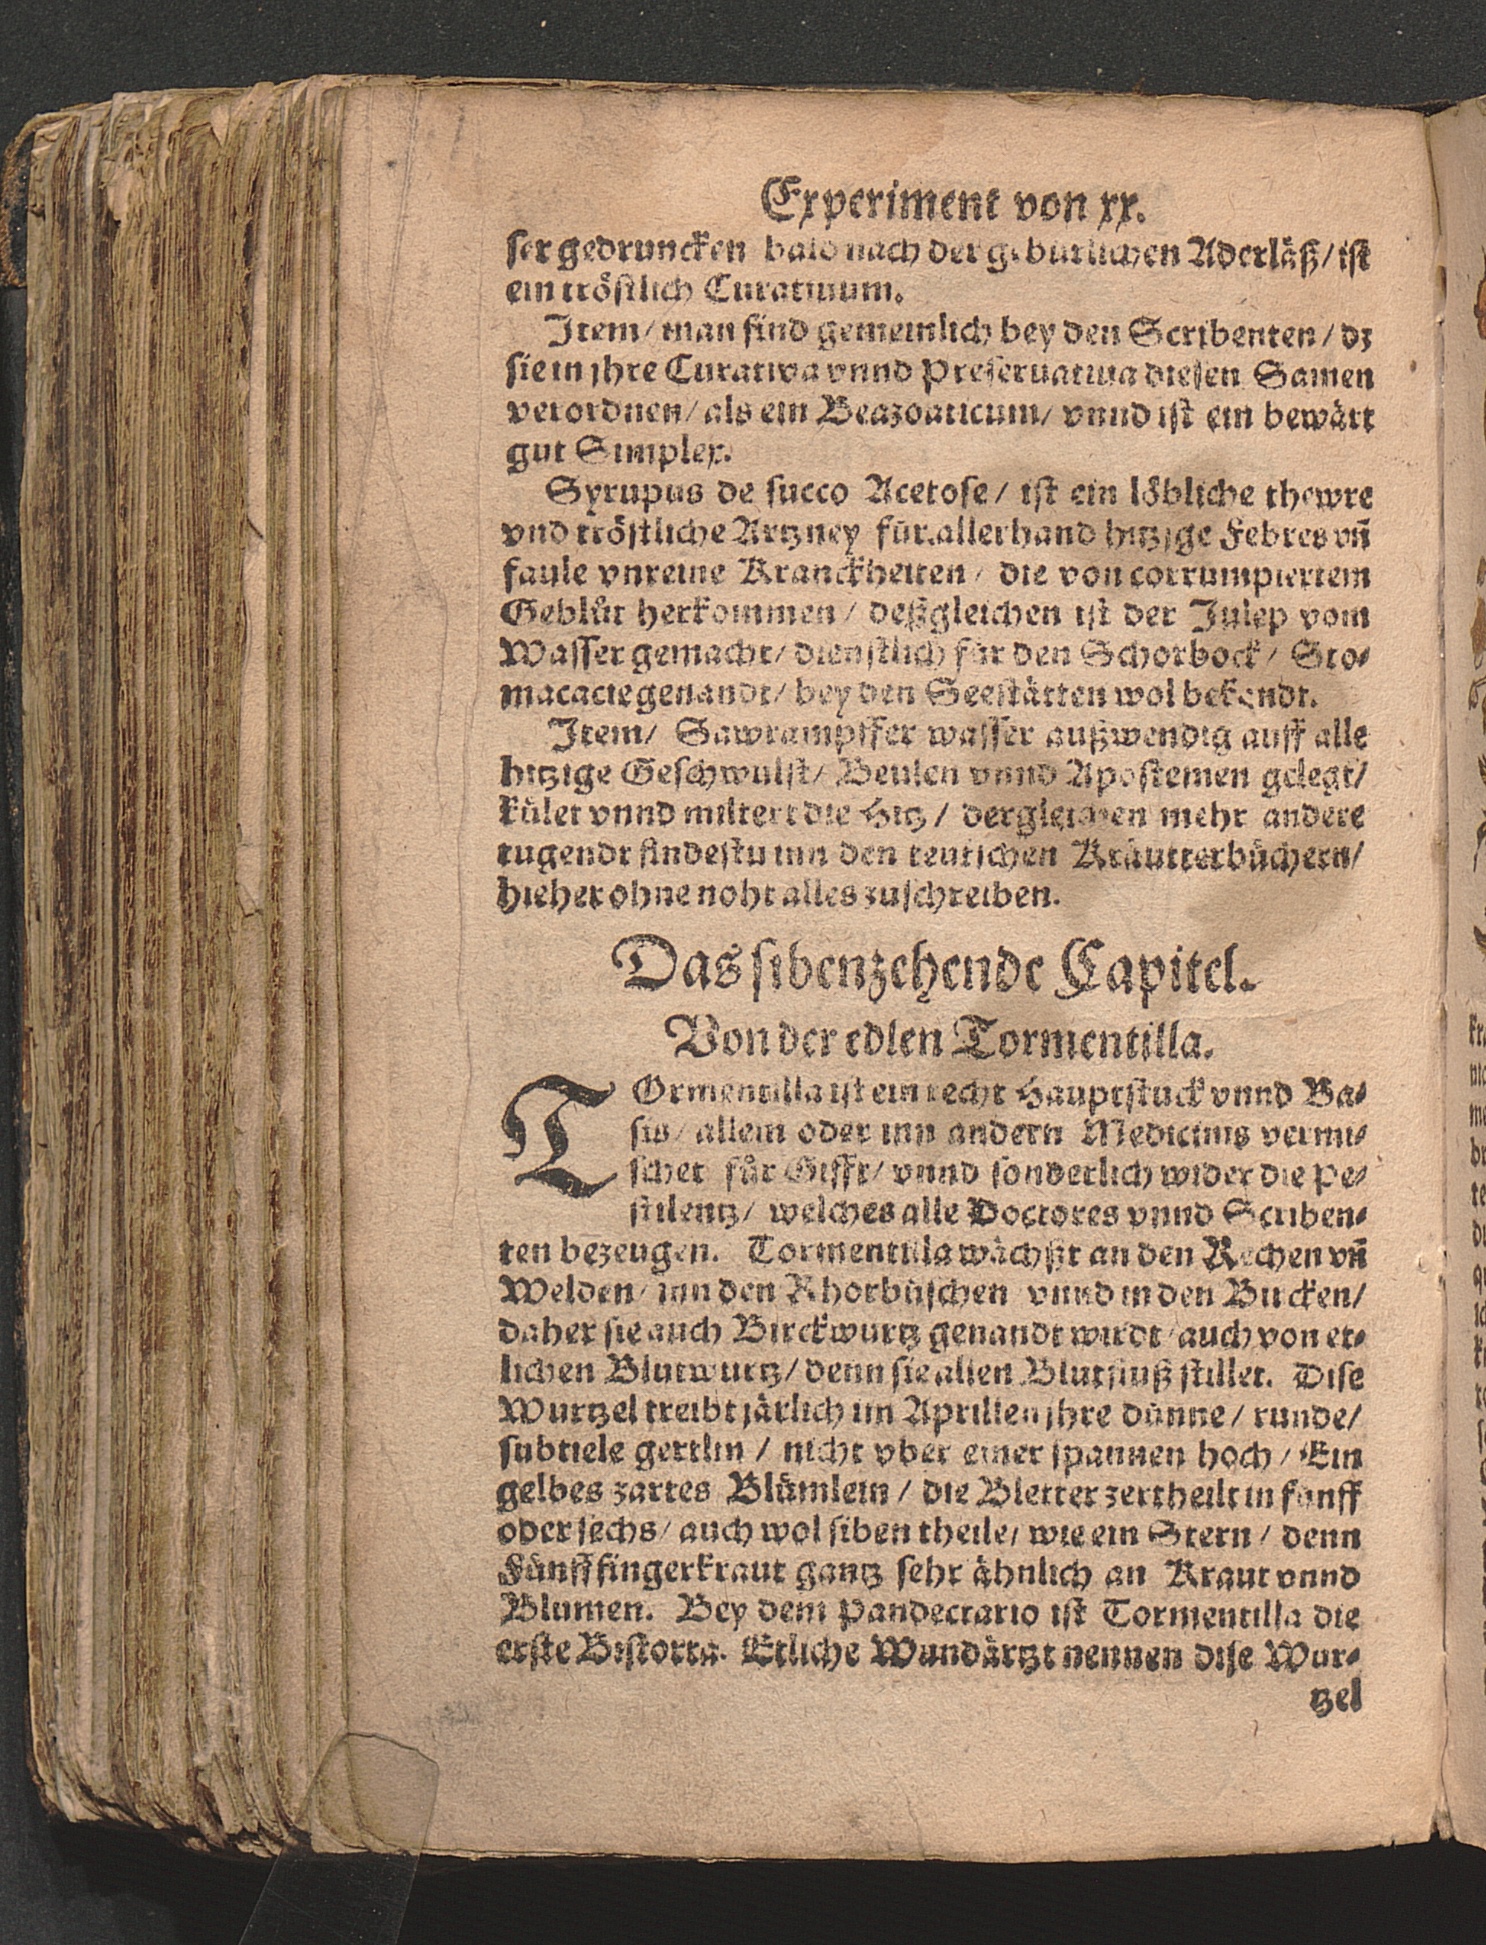 Experiment von xx.
ser gedruncken bald nach der gebürlichen Aderläß/ ist
ein tröstlich Curatiuum.
Item/ man find gemeinlich bey den Scribenten/ dz
sie in jhre Curatiua vnnd Preseruatiua diesen Samen
verordnen/ als ein Beazoaticum/ vnnd ist ein bewärt
gut Simplex.
Syrupus de succo Acetose/ ist ein löbliche thewre
vnd tröstliche Artzney für allerhand hitzige Febres vñ
faule vnreine Kranckheiten/ die von corrumpiertem
Geblüt herkommen/ deßgleichen ist der Julep vom
Wasser gemacht/ dienstlich für den Schorbock/ Sto-
macacie genandt/ bey den Seestätten wol bekandt.
Item/ Sawrampffer wasser außwendig auff alle
hitzige Geschwulst/ Beulen vnnd Apostemen gelegt/
kület vnnd miltert die Hitz/ dergleichen mehr andere
tugendt findestu inn den teutschen Kräutterbüchern/
hieher ohne noht alles zuschreiben.
Das sibenzehende Capitel.
Von der edlen Tormentilla.
TOrmentilla ist ein recht Hauptstuck vnnd Ba-
sis/ allein oder inn andern Medicinis vermi-
schet für Gifft/ vnnd sonderlich wider die Pe-
stilentz/ welches alle Doctores vnnd Scriben-
ten bezeugen. Tormentilla wächßt an den Rechen vñ
Welden/ inn den Rhorbüschen vnnd in den Bircken/
daher sie auch Birckwurtz genandt wirdt/ auch von et-
lichen Blutwurtz/ denn sie allen Blutfluß stillet. Dise
Wurtzel treibt järlich im Aprillen jhre dünne/ runde/
subtiele gertlin/ nicht vber einer spannen hoch/ Ein
gelbes zartes Blümlein/ die Bletter zertheilt in fünff
oder sechs/ auch wol siben theile/ wie ein Stern/ denn
Fünfffingerkraut gantz sehr ähnlich an Kraut vnnd
Blumen. Bey dem Pandectario ist Tormentilla die
erste Bistorta. Etliche Wundärtzt nennen dise Wur-
tzel